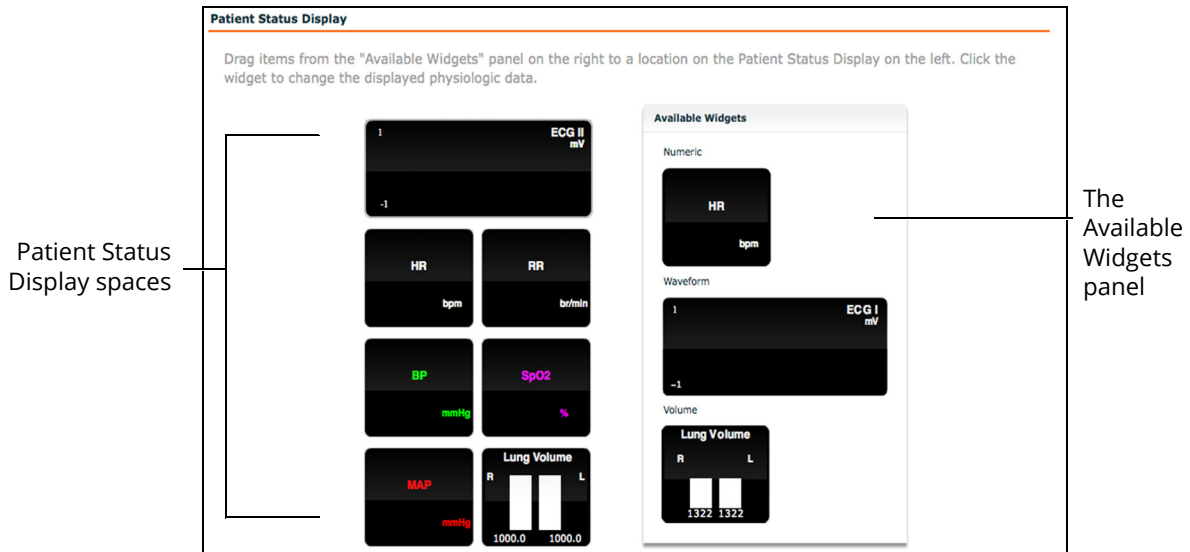 Patient Status Display
Drag items from the "Available Widgets" panel on the right to a location on the Patient Status Display on the left. Click the
widget to change the displayed physiologic data.
Patient Status
Display spaces
1
ECG II
mV
-1
HR
bpm
RR
br/min
BP
mmHg
SpO2
%
MAP
mmHg
Lung Volume
R
L
1000.0
1000.0
Available Widgets
Numeric
HR
bpm
Waveform
1
ECG I
mV
-1
Volume
Lung Volume
R
L
1322 1322
The
Available
Widgets
panel